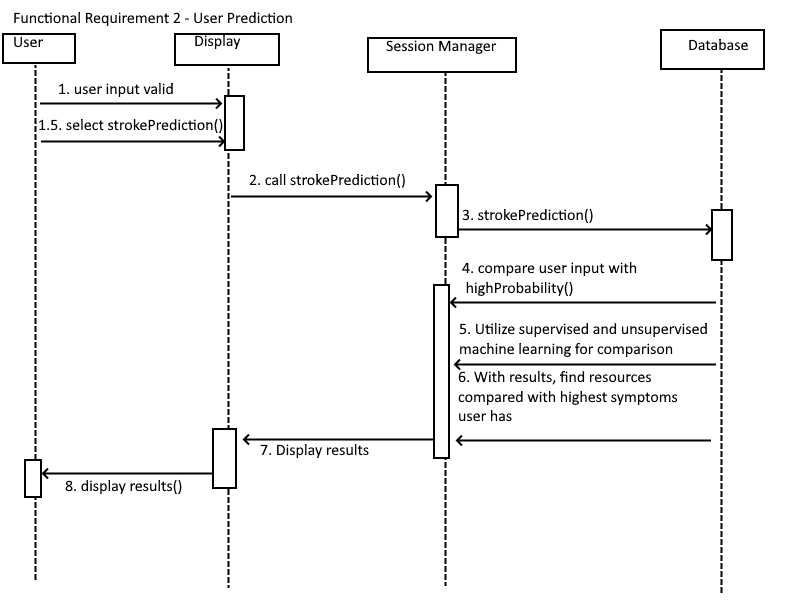 Functional Requirement 2 - User Prediction
User
Display
Session Manager
Database
1. user input valid
1.5. select strokePrediction()
2. call strokePrediction()
3. strokePrediction()
4. compare user input with
highProbability()
5. Utilize supervised and unsupervised
machine learning for comparison
6. With results, find resources
compared with highest symptoms
user has
7. Display results
8. display results()